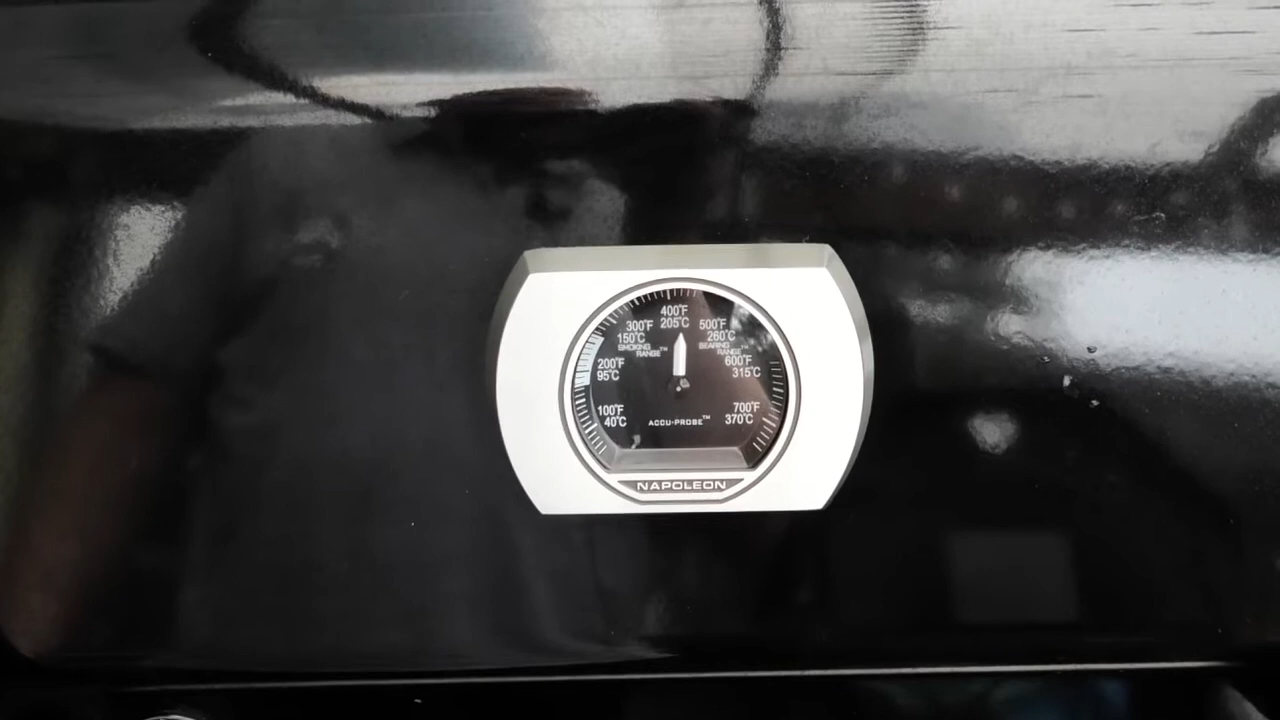 400°F
205°C
300°F
150°C
500°F
260°C
SMOKING
RANGE™
SEARING
RANGE™
200°F
95°C
600°F
315°C
100°F
40°C
700°F
370°C
ACCU-PROBE™
NAPOLEON